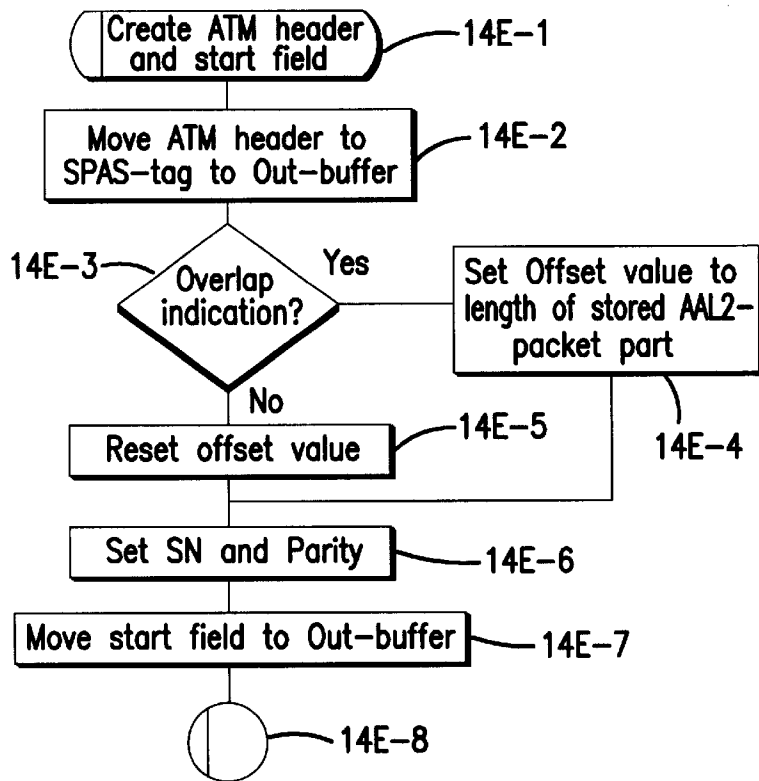 Create ATM header
and start field
14E-1
Move ATM header to
SPAS-tag to Out-buffer
14E-2
14E-3
Overlap
indication?
Yes
Set Offset value to
length of stored AAL2-
packet part
14E-4
No
Reset offset value
14E-5
Set SN and Parity
14E-6
Move start field to Out-buffer
14E-7
14E-8